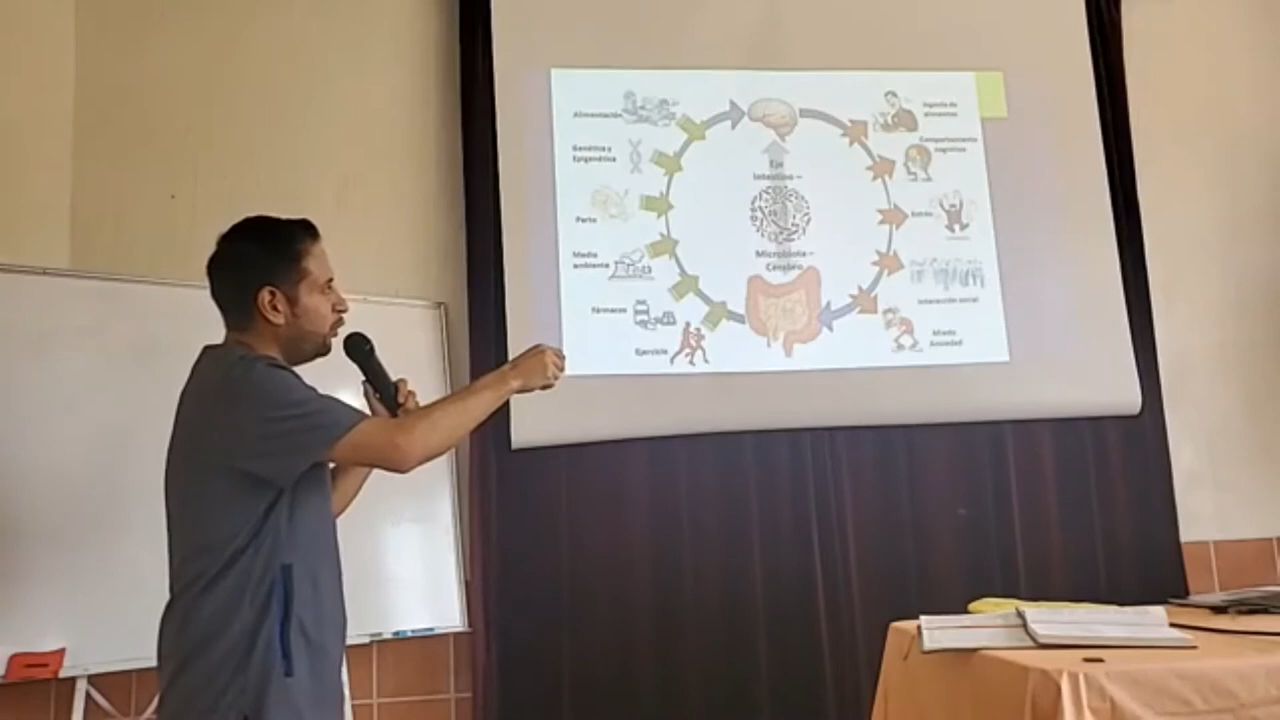 Alimentación
Genética y
Epigenética
Parto
Medio
ambiente
Fármacos
Ejercicio
Eje
Intestino –
Microbiota –
Cerebro
Ingesta de
alimentos
Comportamiento
cognitivo
Estrés
Interacción social
Miedo
Ansiedad